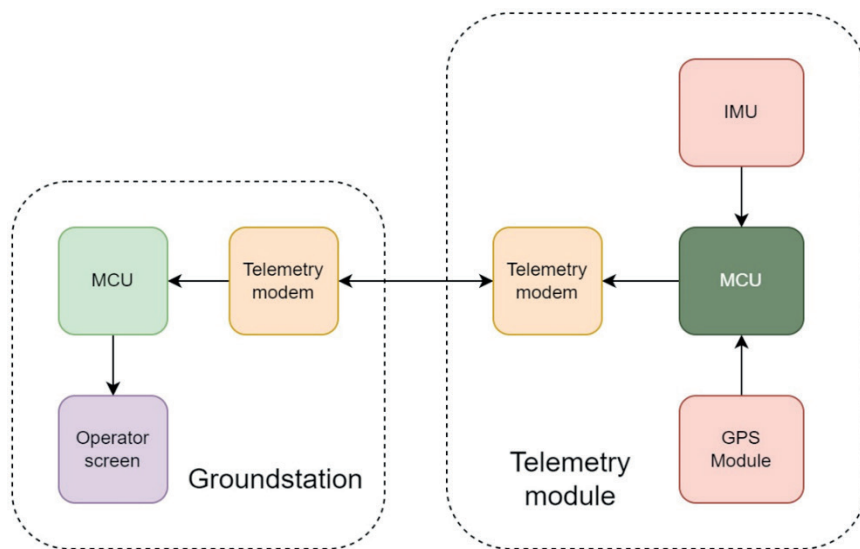 IMU
MCU
Telemetry
modem
Telemetry
modem
MCU
Operator
screen
Groundstation
Telemetry
module
GPS
Module